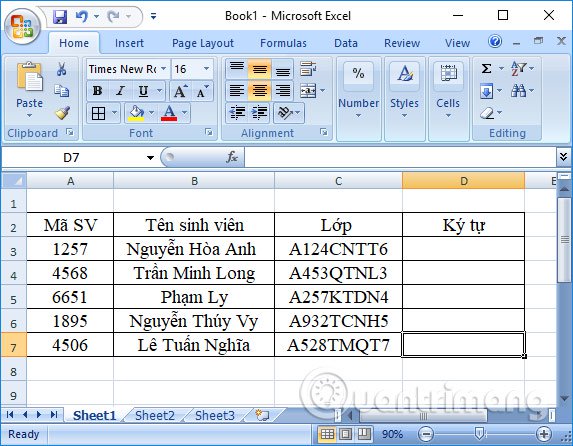 Book1 - Microsoft Excel
Home Insert Page Layout Formulas Data Review View
Paste
Times New Ro 16
B I U
A A
A
%
Number
Styles
Cells
Σ
Clipboard Font Alignment Editing
D7 fx
A B C D E
1
2 Mã SV Tên sinh viên Lớp Ký tự
3 1257 Nguyễn Hòa Anh A124CNTT6
4 4568 Trần Minh Long A453QTNL3
5 6651 Phạm Ly A257KTDN4
6 1895 Nguyễn Thúy Vy A932TCNH5
7 4506 Lê Tuấn Nghĩa A528TMQT7
8
9
Quantrimang
Sheet1 Sheet2 Sheet3
Ready 90%